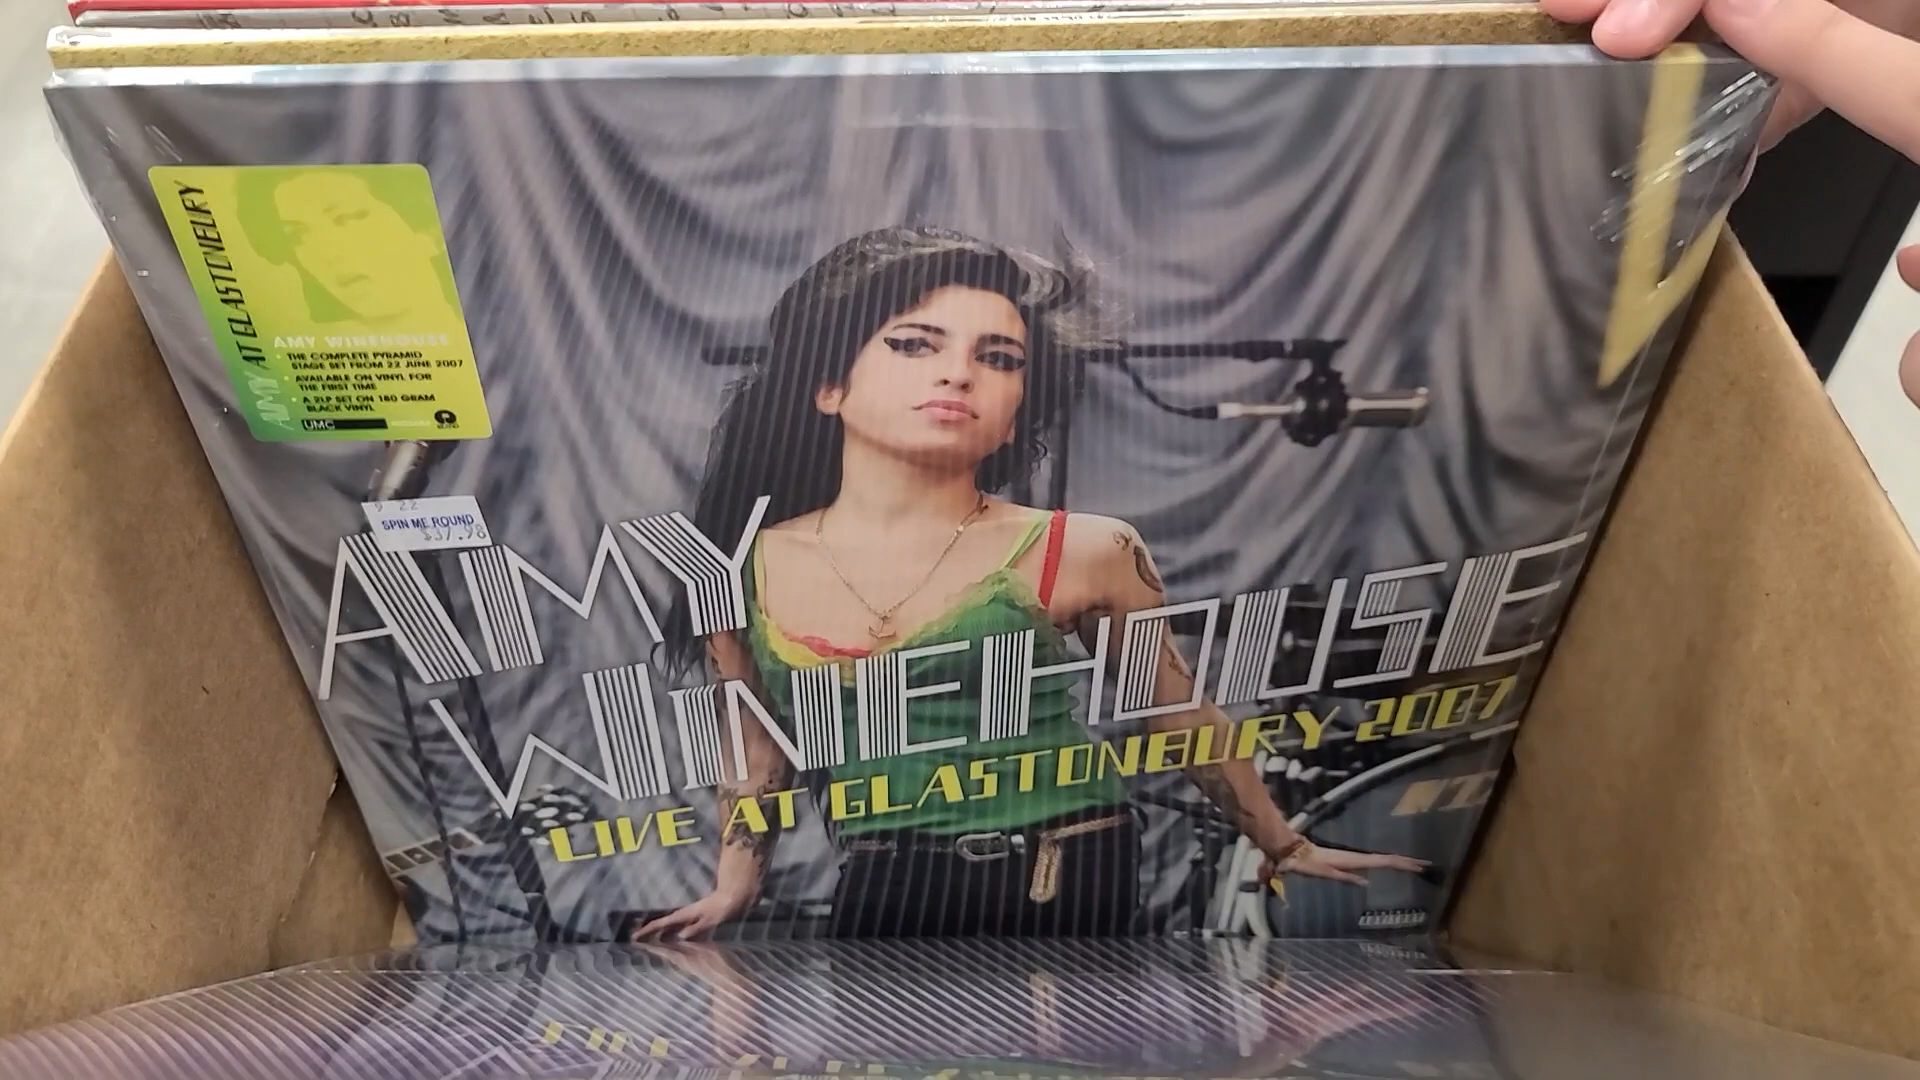 AMY AT GLASTONBURY
AMY WINEHOUSE
• THE COMPLETE PYRAMID
STAGE SET FROM 22 JUNE 2007
• AVAILABLE ON VINYL FOR
THE FIRST TIME
• A 2LP SET ON 180 GRAM
BLACK VINYL
UMC
9 22
SPIN ME ROUND
$37.98
AMY
WINEHOUSE
LIVE AT GLASTONBURY 2007